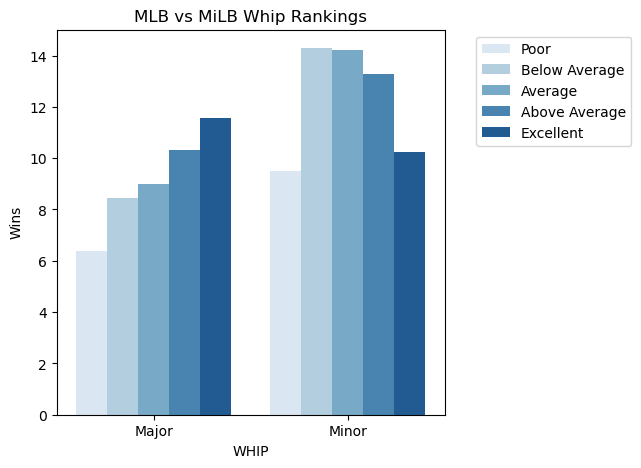 MLB vs MiLB Whip Rankings
Poor
Below Average
Average
Above Average
Excellent
14
12
10
8
6
4
2
0
Wins
Major
Minor
WHIP